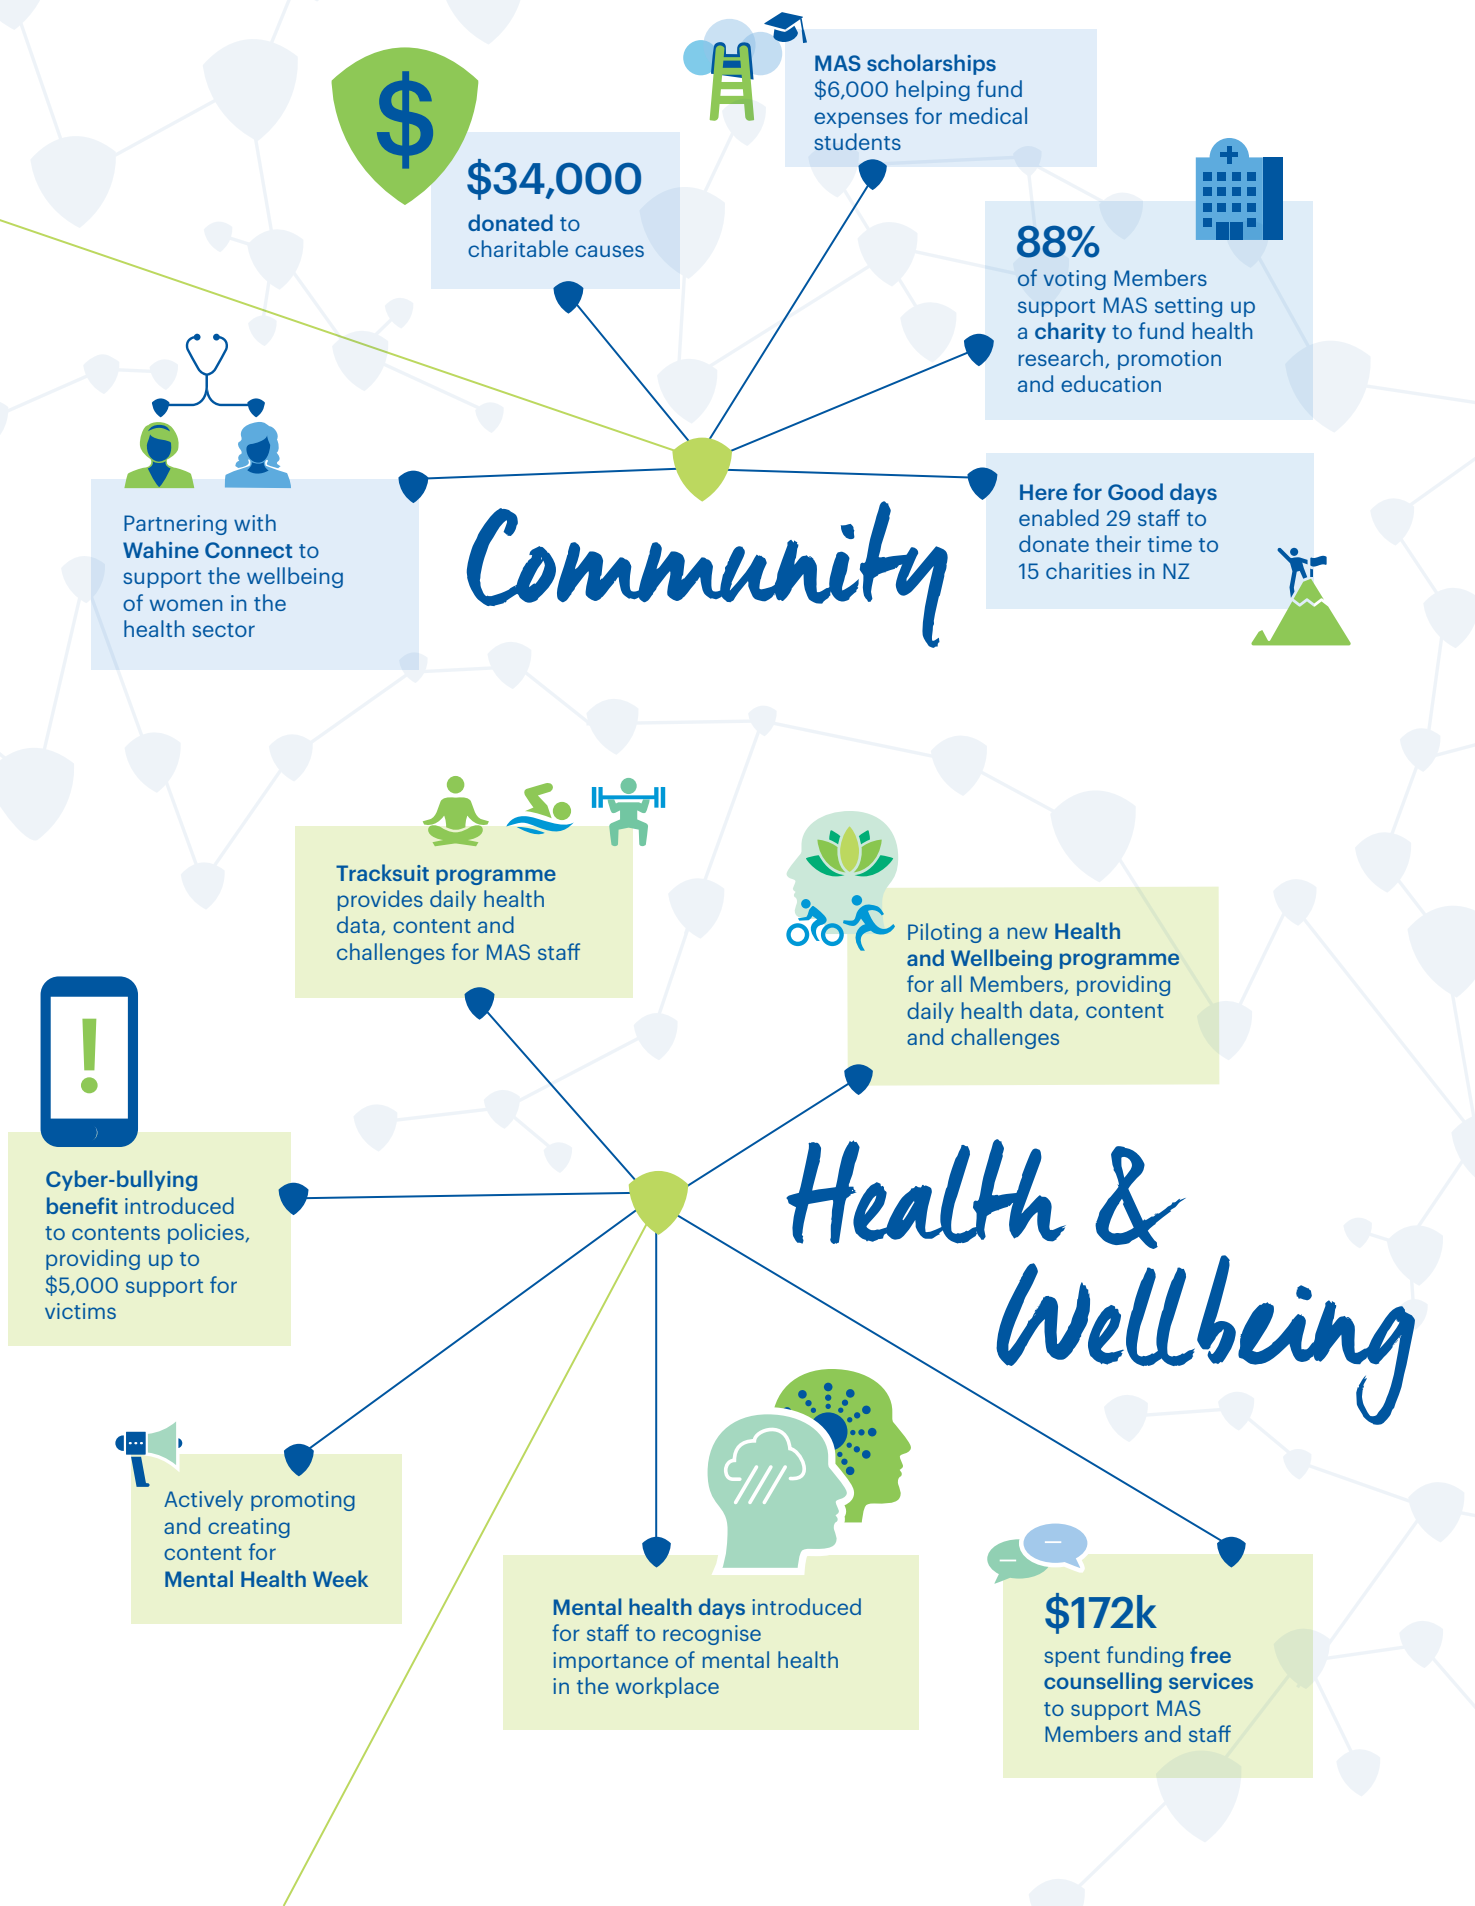 MAS scholarships
$6,000 helping fund
expenses for medical
students
$
$34,000
donated to
charitable causes
88%
of voting Members
support MAS setting up
a charity to fund health
research, promotion
and education
Partnering with
Wahine Connect to
support the wellbeing
of women in the
health sector
Community
Here for Good days
enabled 29 staff to
donate their time to
15 charities in NZ
Tracksuit programme
provides daily health
data, content and
challenges for MAS staff
Piloting a new Health
and Wellbeing programme
for all Members, providing
daily health data, content
and challenges
!
Cyber-bullying
benefit introduced
to contents policies,
providing up to
$5,000 support for
victims
Health &
Wellbeing
Actively promoting
and creating
content for
Mental Health Week
Mental health days introduced
for staff to recognise
importance of mental health
in the workplace
$172k
spent funding free
counselling services
to support MAS
Members and staff